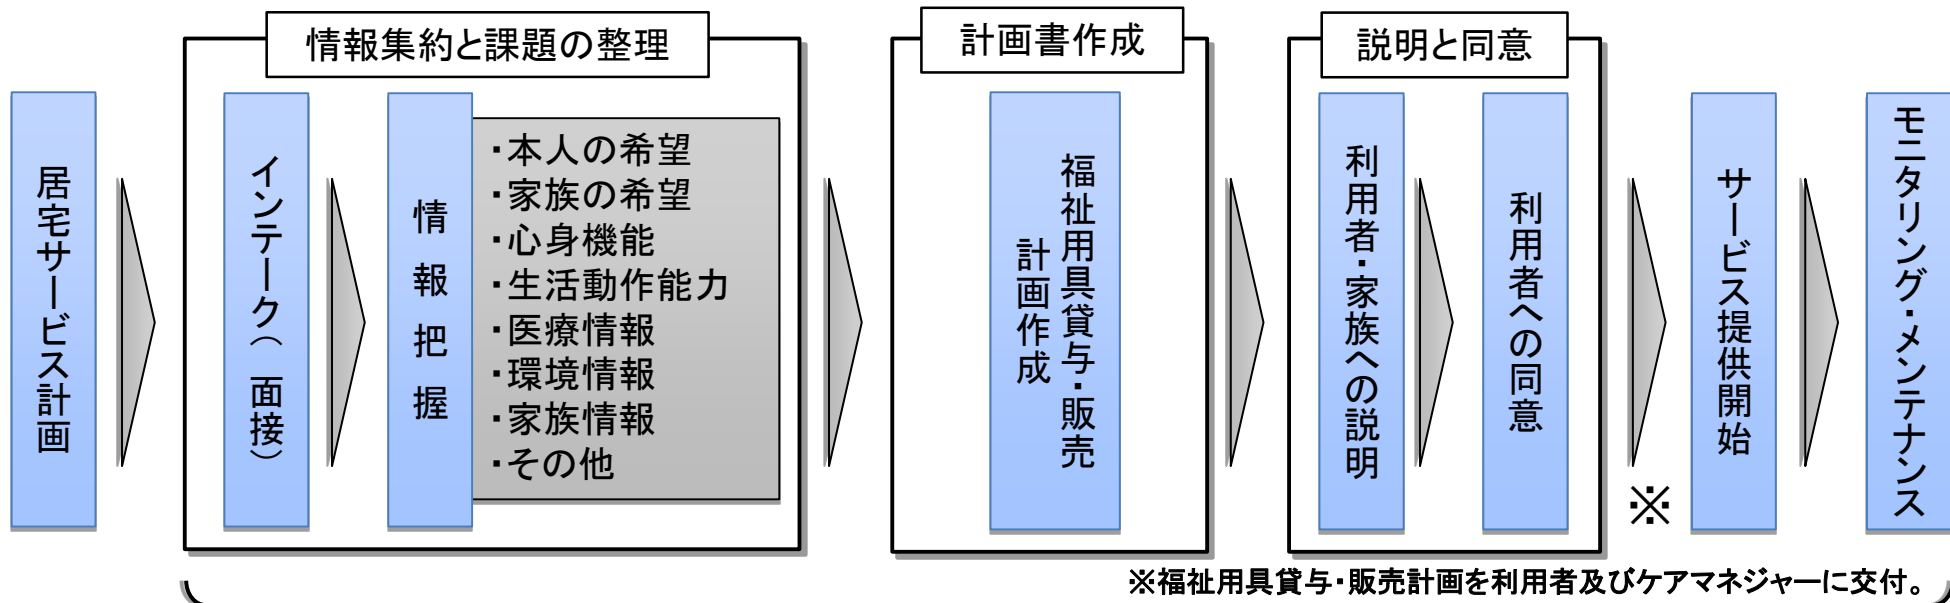 居宅サービス計画
情報集約と課題の整理
インテーク(面接)
情報把握
・本人の希望
・家族の希望
・心身機能
・生活動作能力
・医療情報
・環境情報
・家族情報
・その他
計画書作成
福祉用具貸与・販売
計画作成
説明と同意
利用者・家族への説明
利用者への同意
※
サービス提供開始
モニタリング・メンテナンス
※福祉用具貸与・販売計画を利用者及びケアマネジャーに交付。